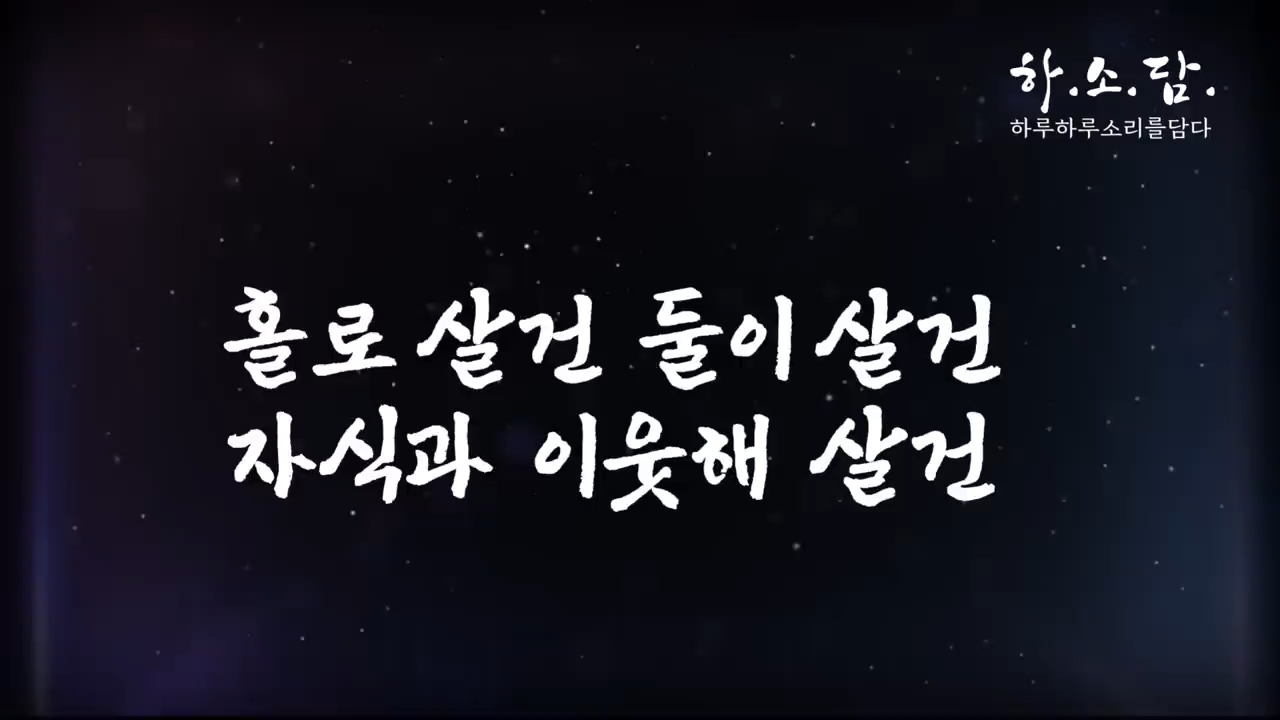 하.소.담.
하루하루소리를담다
홀로 살건 둘이 살건
자식과 이웃해 살건